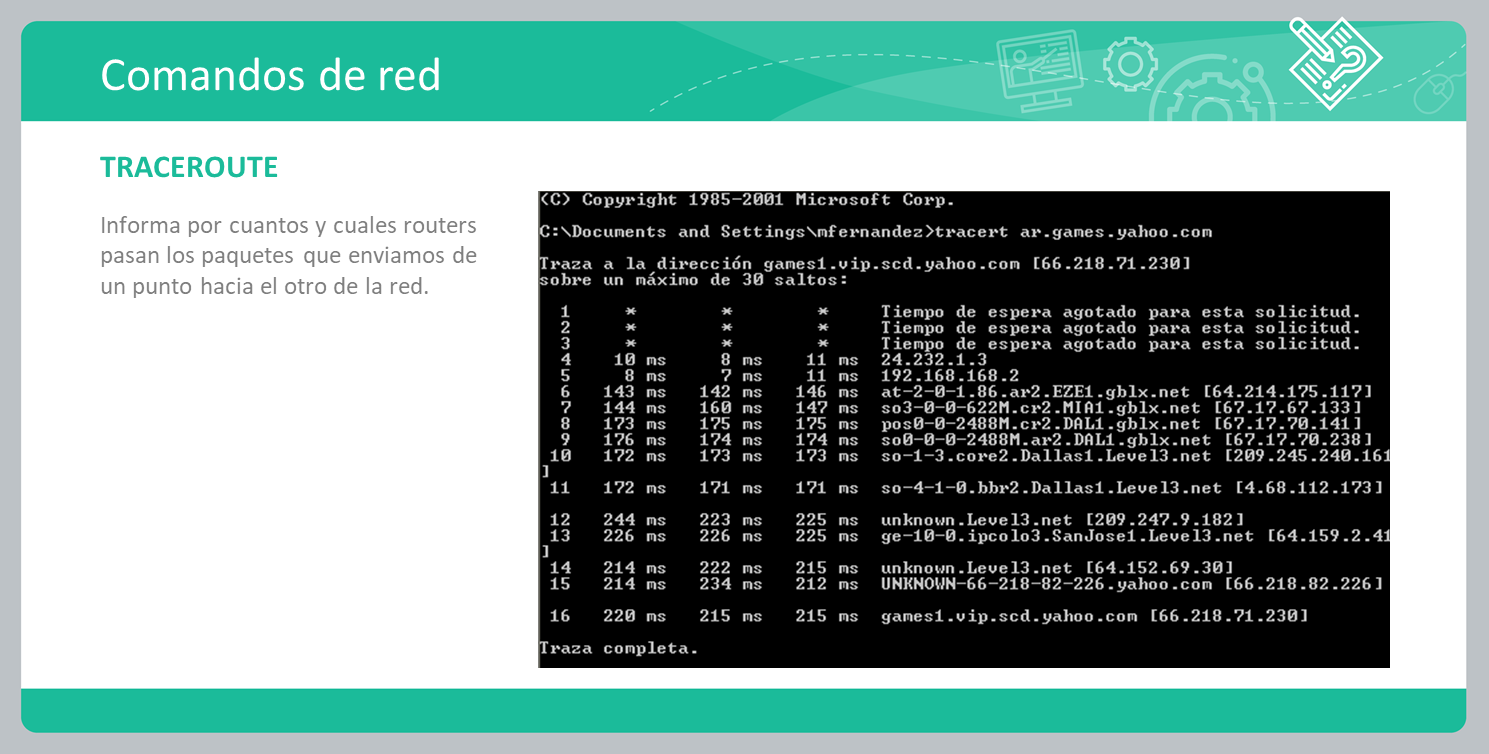 Comandos de red
TRACEROUTE
Informa por cuantos y cuales routers
pasan los paquetes que enviamos de
un punto hacia el otro de la red.
(C) Copyright 1985-2001 Microsoft Corp.
C:\Documents and Settings\mfernandez>tracert ar.games.yahoo.com
Traza a la dirección games1.vip.scd.yahoo.com [66.218.71.230]
sobre un máximo de 30 saltos:
1 * * * Tiempo de espera agotado para esta solicitud.
2 * * * Tiempo de espera agotado para esta solicitud.
3 * * * Tiempo de espera agotado para esta solicitud.
4 10 ms 8 ms 11 ms 24.232.1.3
5 8 ms 7 ms 11 ms 192.168.168.2
6 143 ms 142 ms 146 ms at-2-0-1.86.ar2.EZE1.gblx.net [64.214.175.117]
7 144 ms 160 ms 147 ms so3-0-0-622M.cr2.MIA1.gblx.net [67.17.67.133]
8 173 ms 175 ms 175 ms pos0-0-2488M.cr2.DAL1.gblx.net [67.17.70.141]
9 176 ms 174 ms 174 ms so0-0-0-2488M.ar2.DAL1.gblx.net [67.17.70.238]
10 172 ms 173 ms 173 ms so-1-3.core2.Dallas1.Level3.net [209.245.240.161
]
11 172 ms 171 ms 171 ms so-4-1-0.bbr2.Dallas1.Level3.net [4.68.112.173]
12 244 ms 223 ms 225 ms unknown.Level3.net [209.247.9.182]
13 226 ms 226 ms 225 ms ge-10-0.ipcolo3.SanJose1.Level3.net [64.159.2.41
]
14 214 ms 222 ms 215 ms unknown.Level3.net [64.152.69.30]
15 214 ms 234 ms 212 ms UNKNOWN-66-218-82-226.yahoo.com [66.218.82.226]
16 220 ms 215 ms 215 ms games1.vip.scd.yahoo.com [66.218.71.230]
Traza completa.